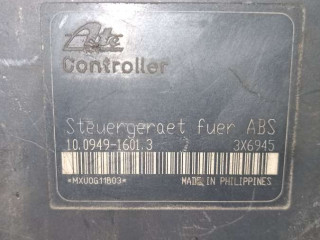 Ate
Controller
Steuergeraet fuer ABS
10.0949-1601.3 3X6945
*MXU0G11B03* MADE IN PHILIPPINES